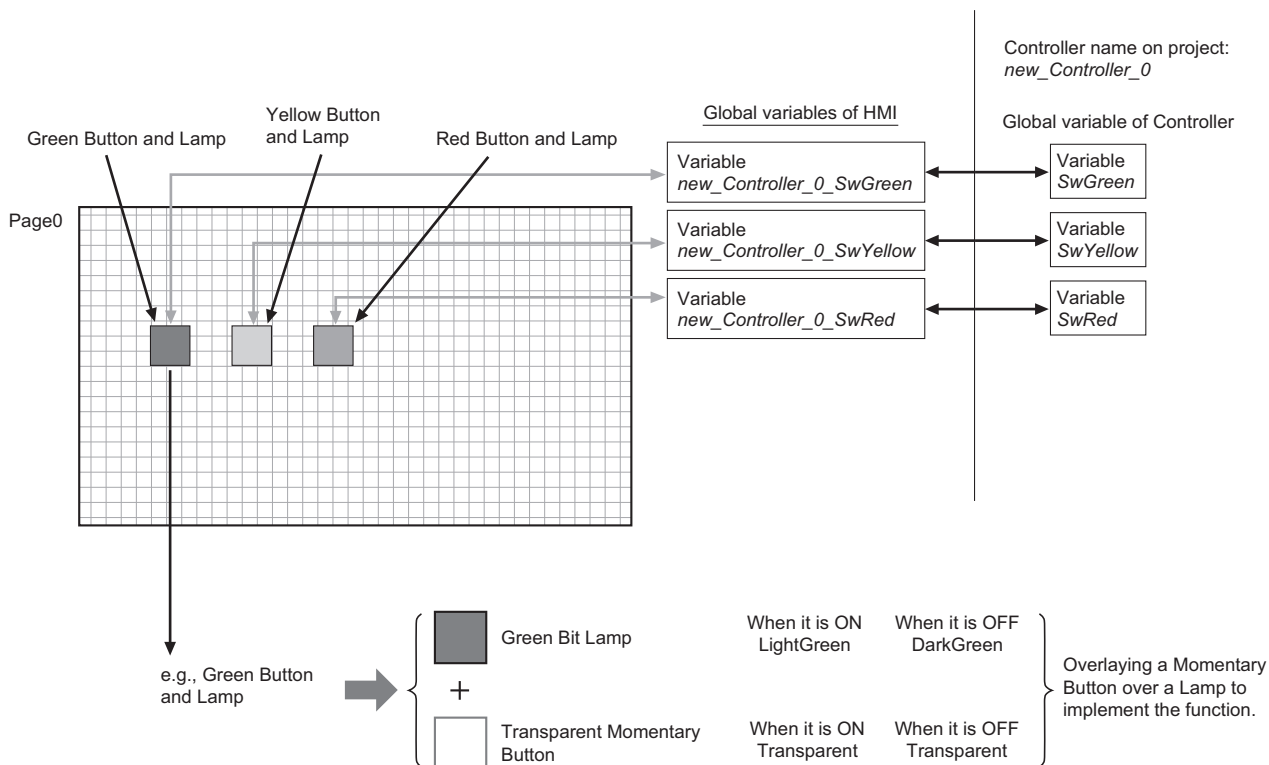 Controller name on project:
new_Controller_0
Global variables of HMI
Global variable of Controller
Green Button and Lamp
Yellow Button
and Lamp
Red Button and Lamp
Variable
new_Controller_0_SwGreen
Variable
SwGreen
Page0
Variable
new_Controller_0_SwYellow
Variable
SwYellow
Variable
new_Controller_0_SwRed
Variable
SwRed
e.g., Green Button
and Lamp
Green Bit Lamp
When it is ON
LightGreen
When it is OFF
DarkGreen
+
Transparent Momentary
Button
When it is ON
Transparent
When it is OFF
Transparent
Overlaying a Momentary
Button over a Lamp to
implement the function.